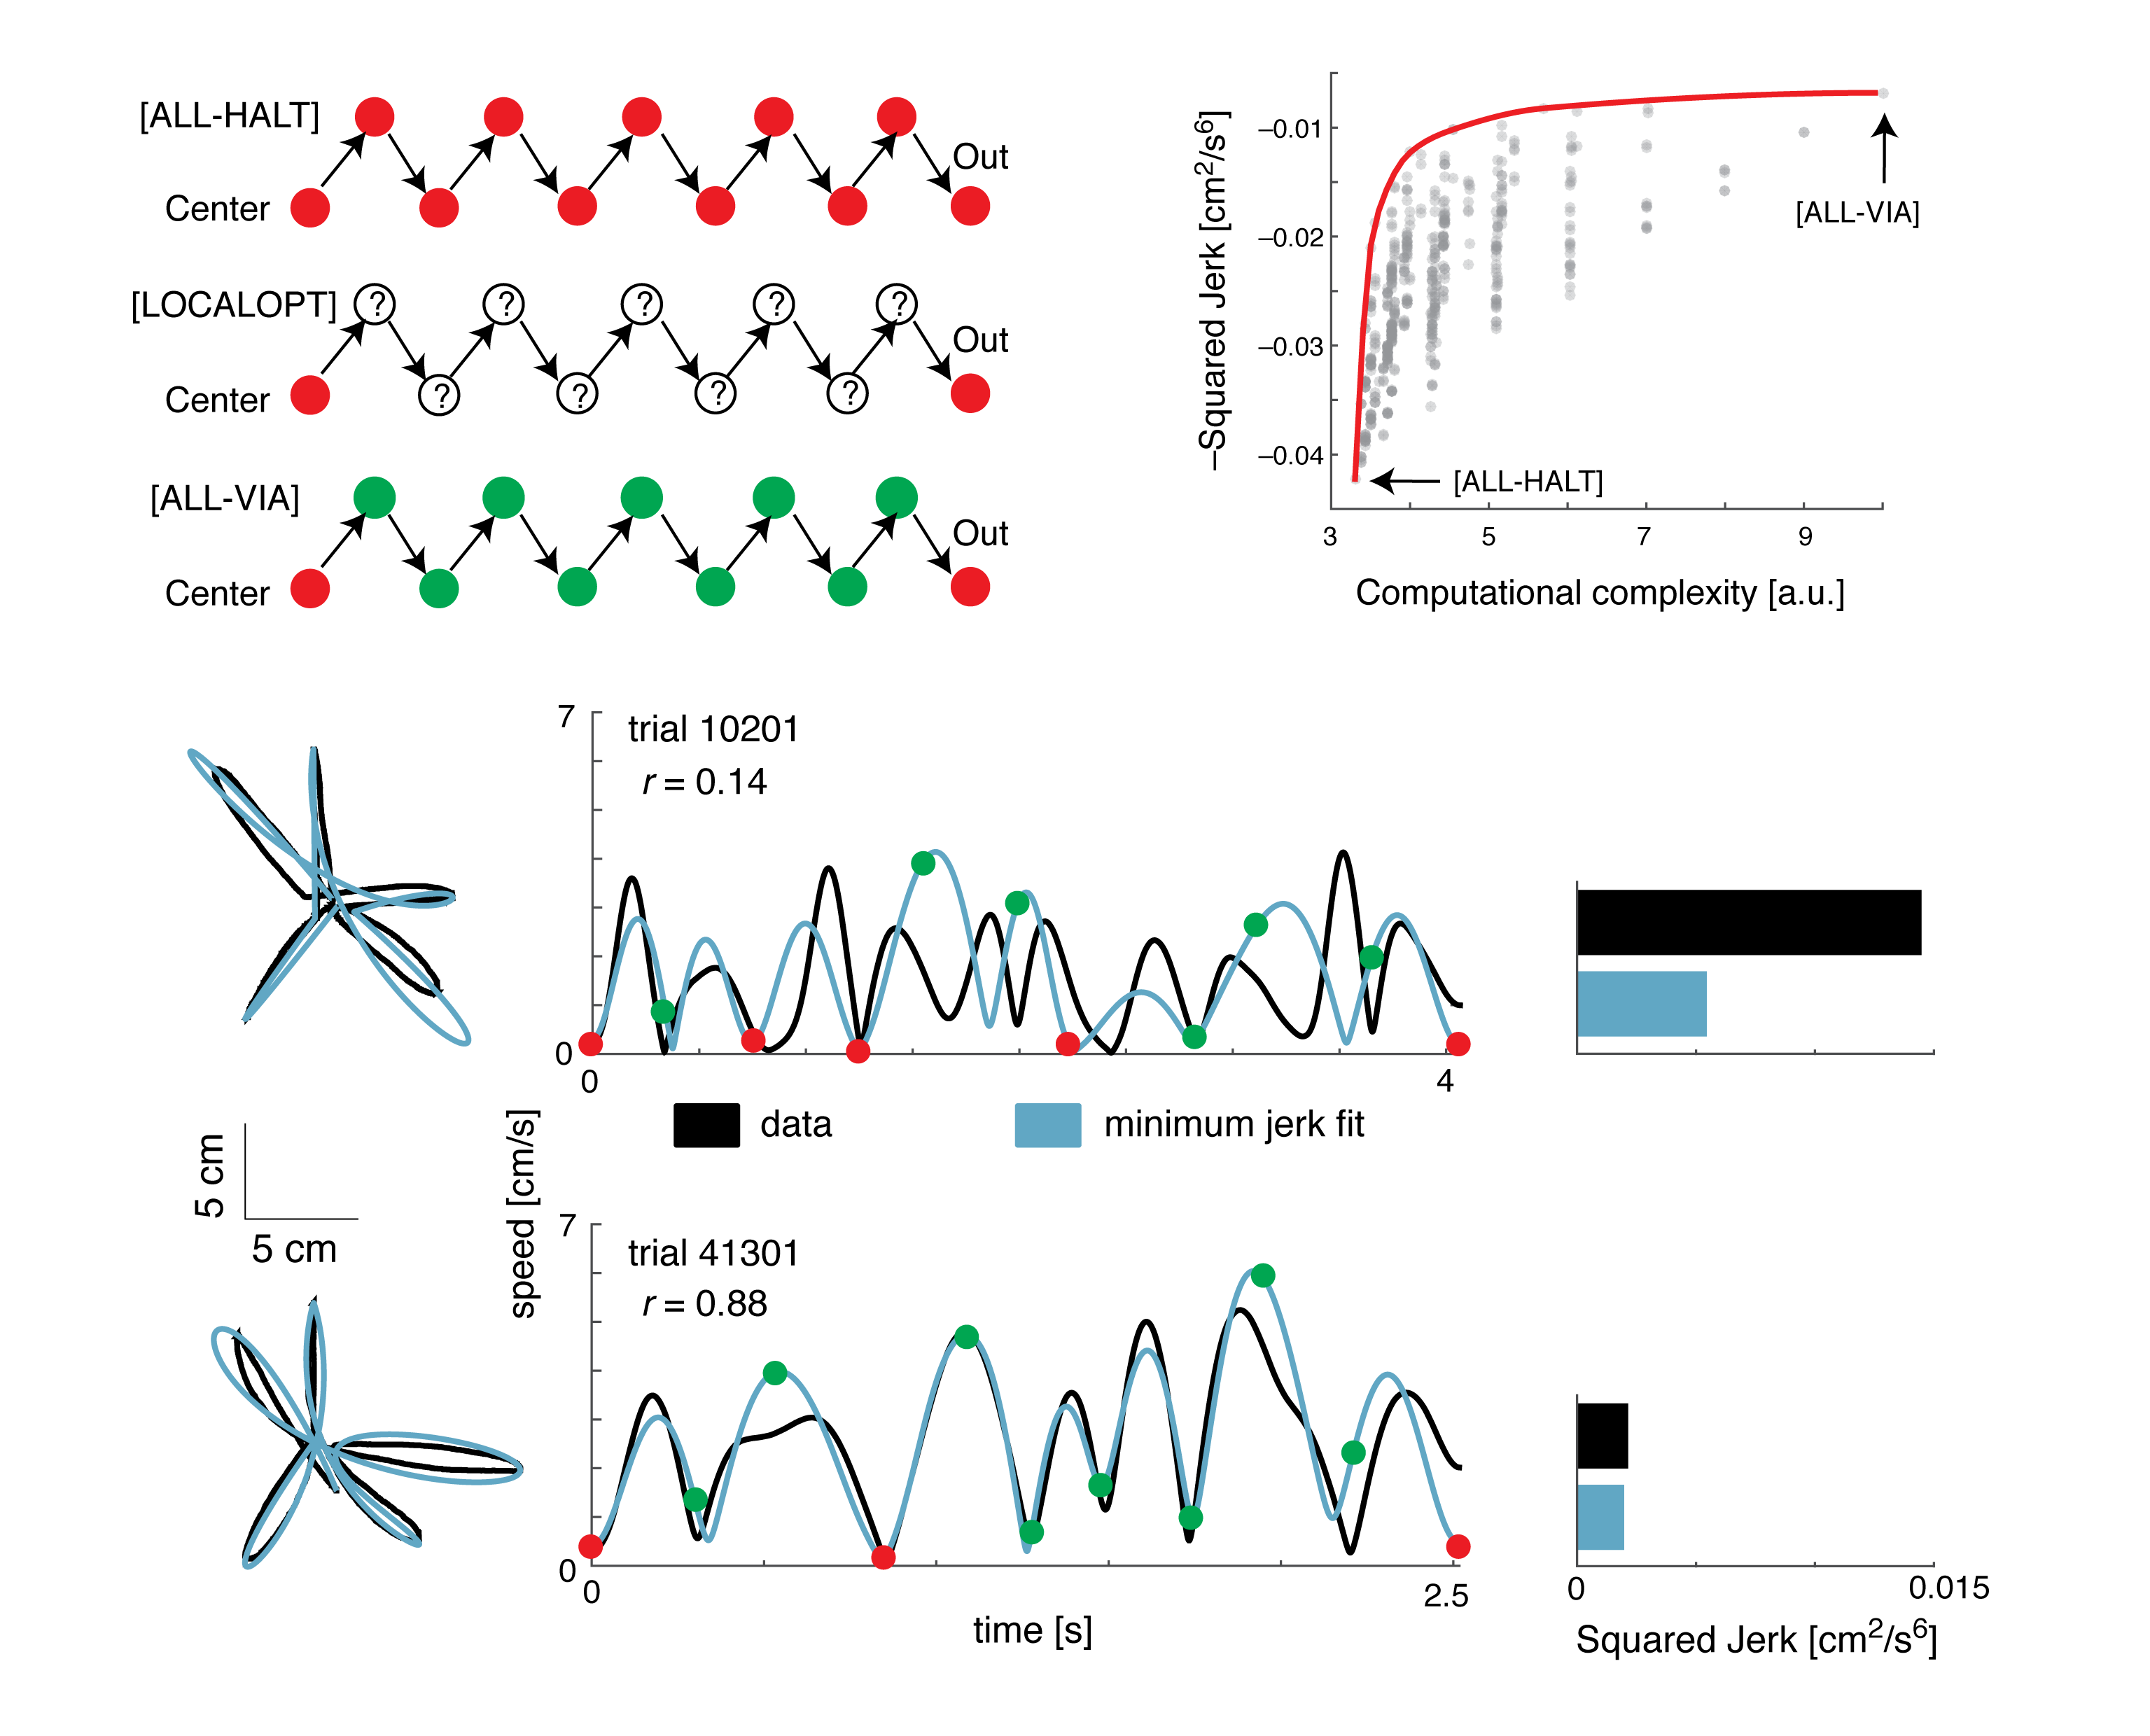 [ALL-HALT]
Out
Center
[LOCALOPT]
? ? ? ? ?
Out
Center
? ? ? ?
[ALL-VIA]
Out
Center
–Squared Jerk [cm²/s⁶]
–0.01
–0.02
–0.03
–0.04
[ALL-VIA]
[ALL-HALT]
3 5 7 9
Computational complexity [a.u.]
7
trial 10201
r = 0.14
0
0 4
data
minimum jerk fit
5 cm
5 cm
speed [cm/s]
7
trial 41301
r = 0.88
0
0 2.5
time [s]
0 0.015
Squared Jerk [cm²/s⁶]